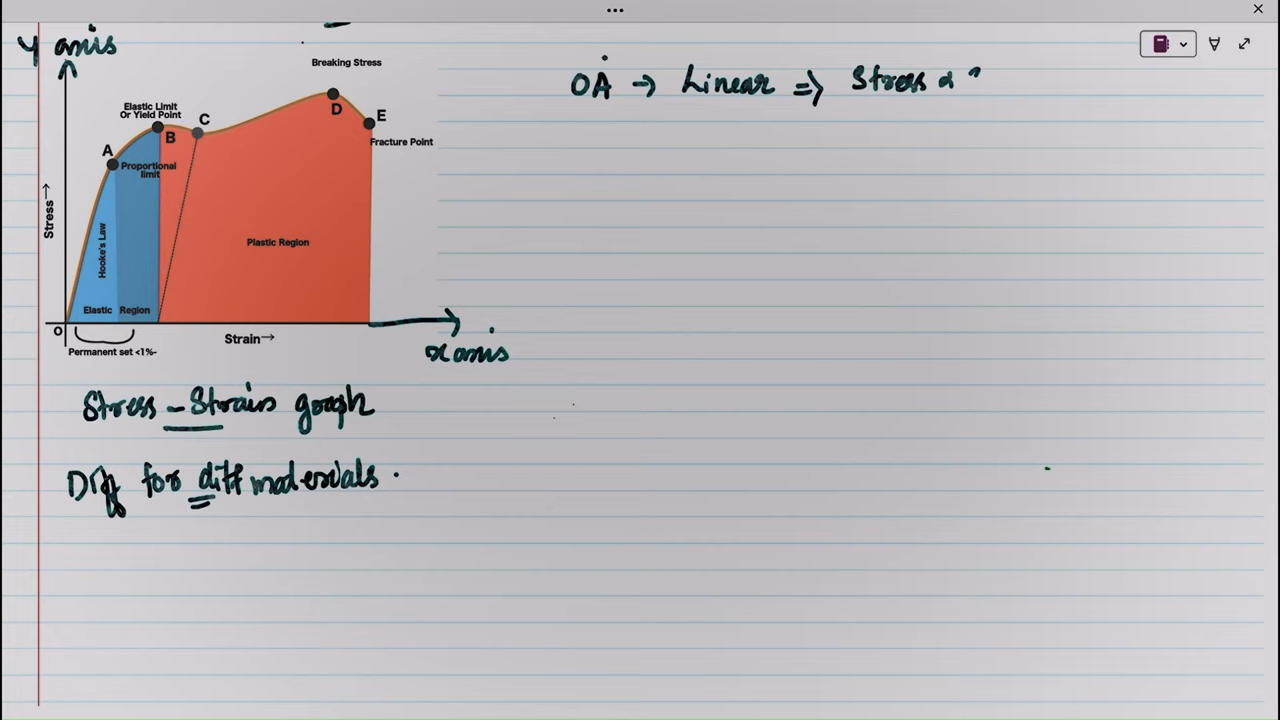 y axis
OA → Linear => Stress α
Breaking Stress
Elastic Limit
Or Yield Point
A
B
C
D
E
Fracture Point
Proportional
limit
Stress→
Hooke's Law
Plastic Region
Elastic Region
O
Strain→
x axis
Permanent set <1%-
Stress - Strain graph
Diff for diff materials.